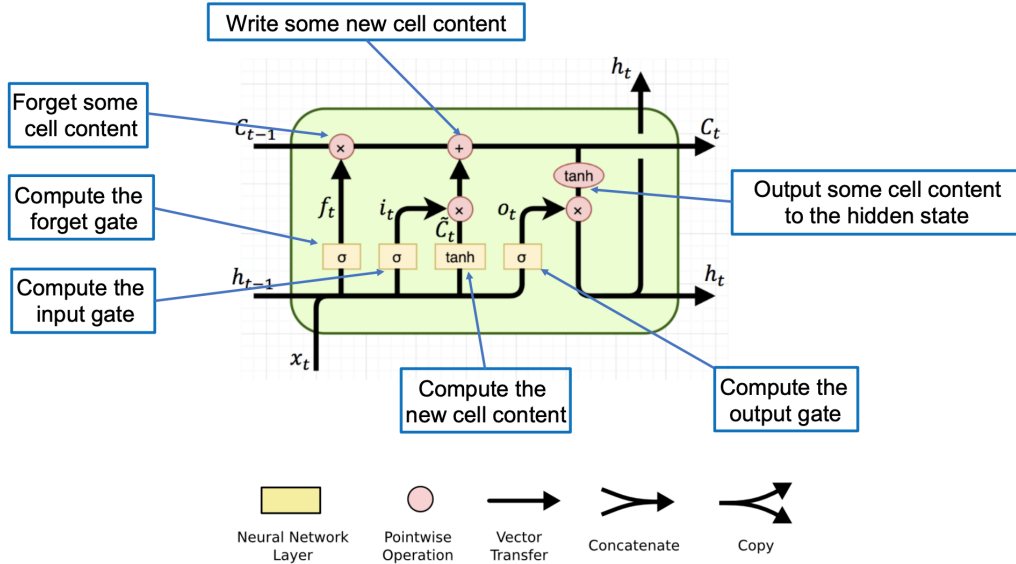 Write some new cell content
Forget some
cell content
Compute the
forget gate
Compute the
input gate
Output some cell content
to the hidden state
Compute the
new cell content
Compute the
output gate
h_t
C_{t-1}
C_t
×
+
tanh
f_t
i_t
×
o_t
×
C̃_t
σ
σ
tanh
σ
h_{t-1}
h_t
x_t
Neural Network
Layer
Pointwise
Operation
Vector
Transfer
Concatenate
Copy